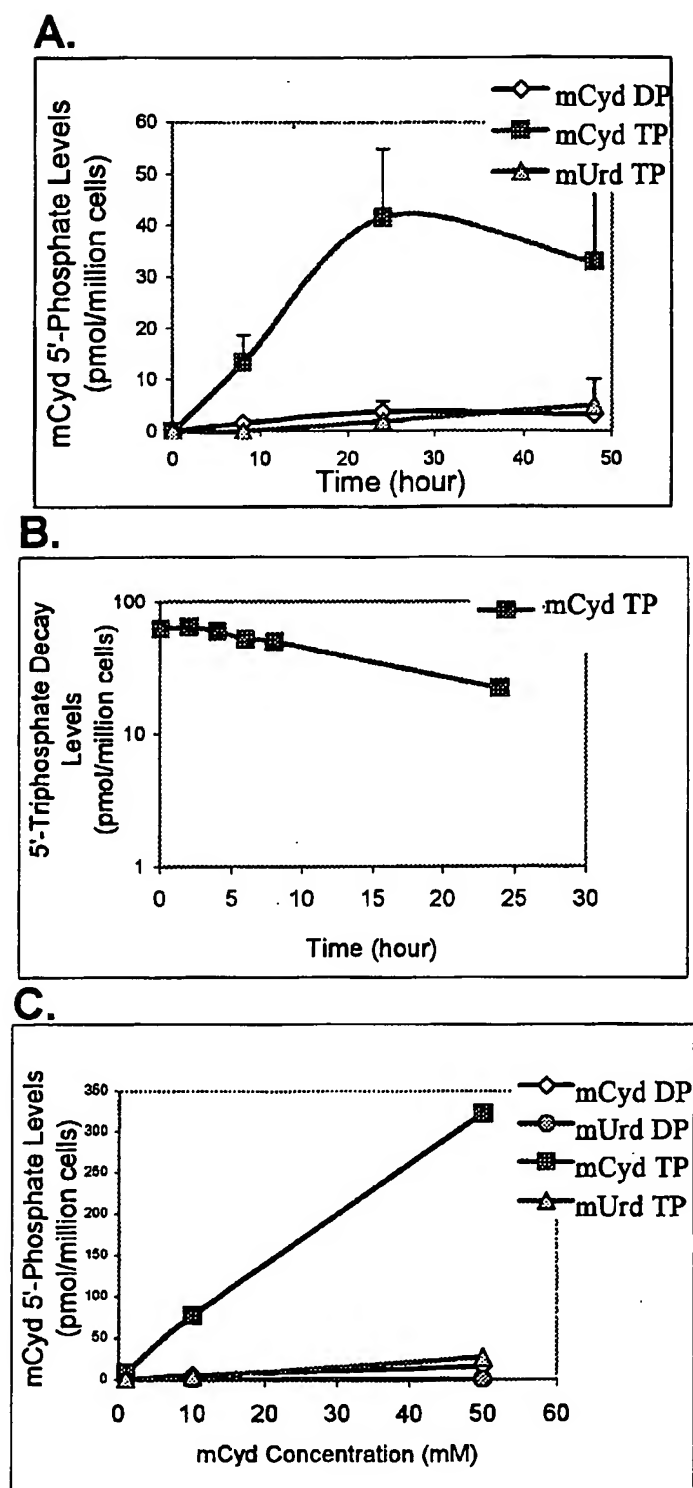 A.
mCyd DP
mCyd TP
mUrd TP
mCyd 5'-Phosphate Levels
(pmol/million cells)
60
50
40
30
20
10
0
0 10 20 30 40 50
Time (hour)
B.
mCyd TP
5'-Triphosphate Decay
Levels
(pmol/million cells)
100
10
1
0 5 10 15 20 25 30
Time (hour)
C.
mCyd DP
mUrd DP
mCyd TP
mUrd TP
mCyd 5'-Phosphate Levels
(pmol/million cells)
350
300
250
200
150
100
50
0
0 10 20 30 40 50 60
mCyd Concentration (mM)